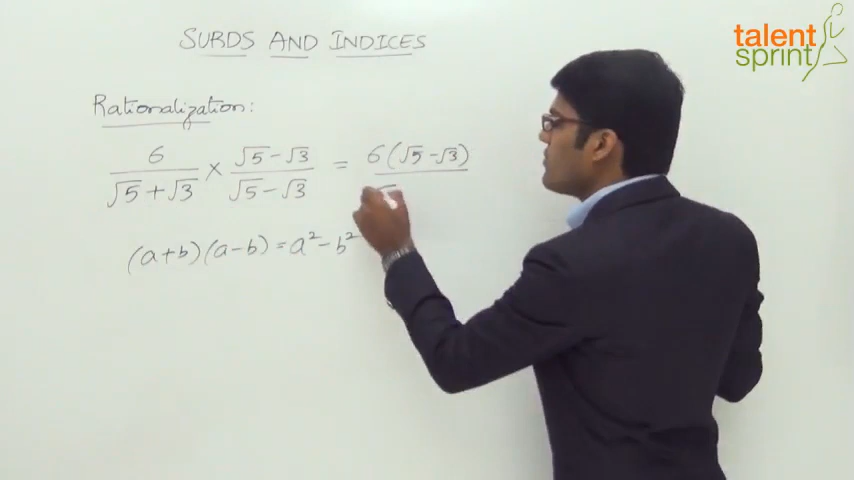 SURDS AND INDICES
talent
sprint
Rationalization:
6/(√5+√3) × (√5-√3)/(√5-√3) = 6(√5-√3)/√
(a+b)(a-b) = a²-b²